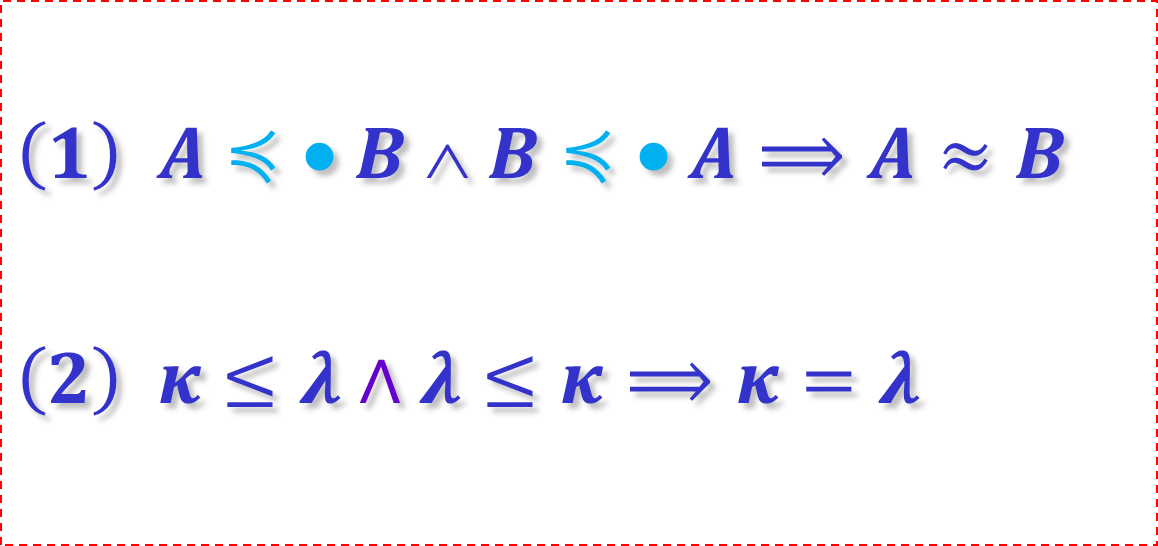 (1) A ≼ • B ∧ B ≼ • A ⟹ A ≈ B
(2) κ ≤ λ ∧ λ ≤ κ ⟹ κ = λ